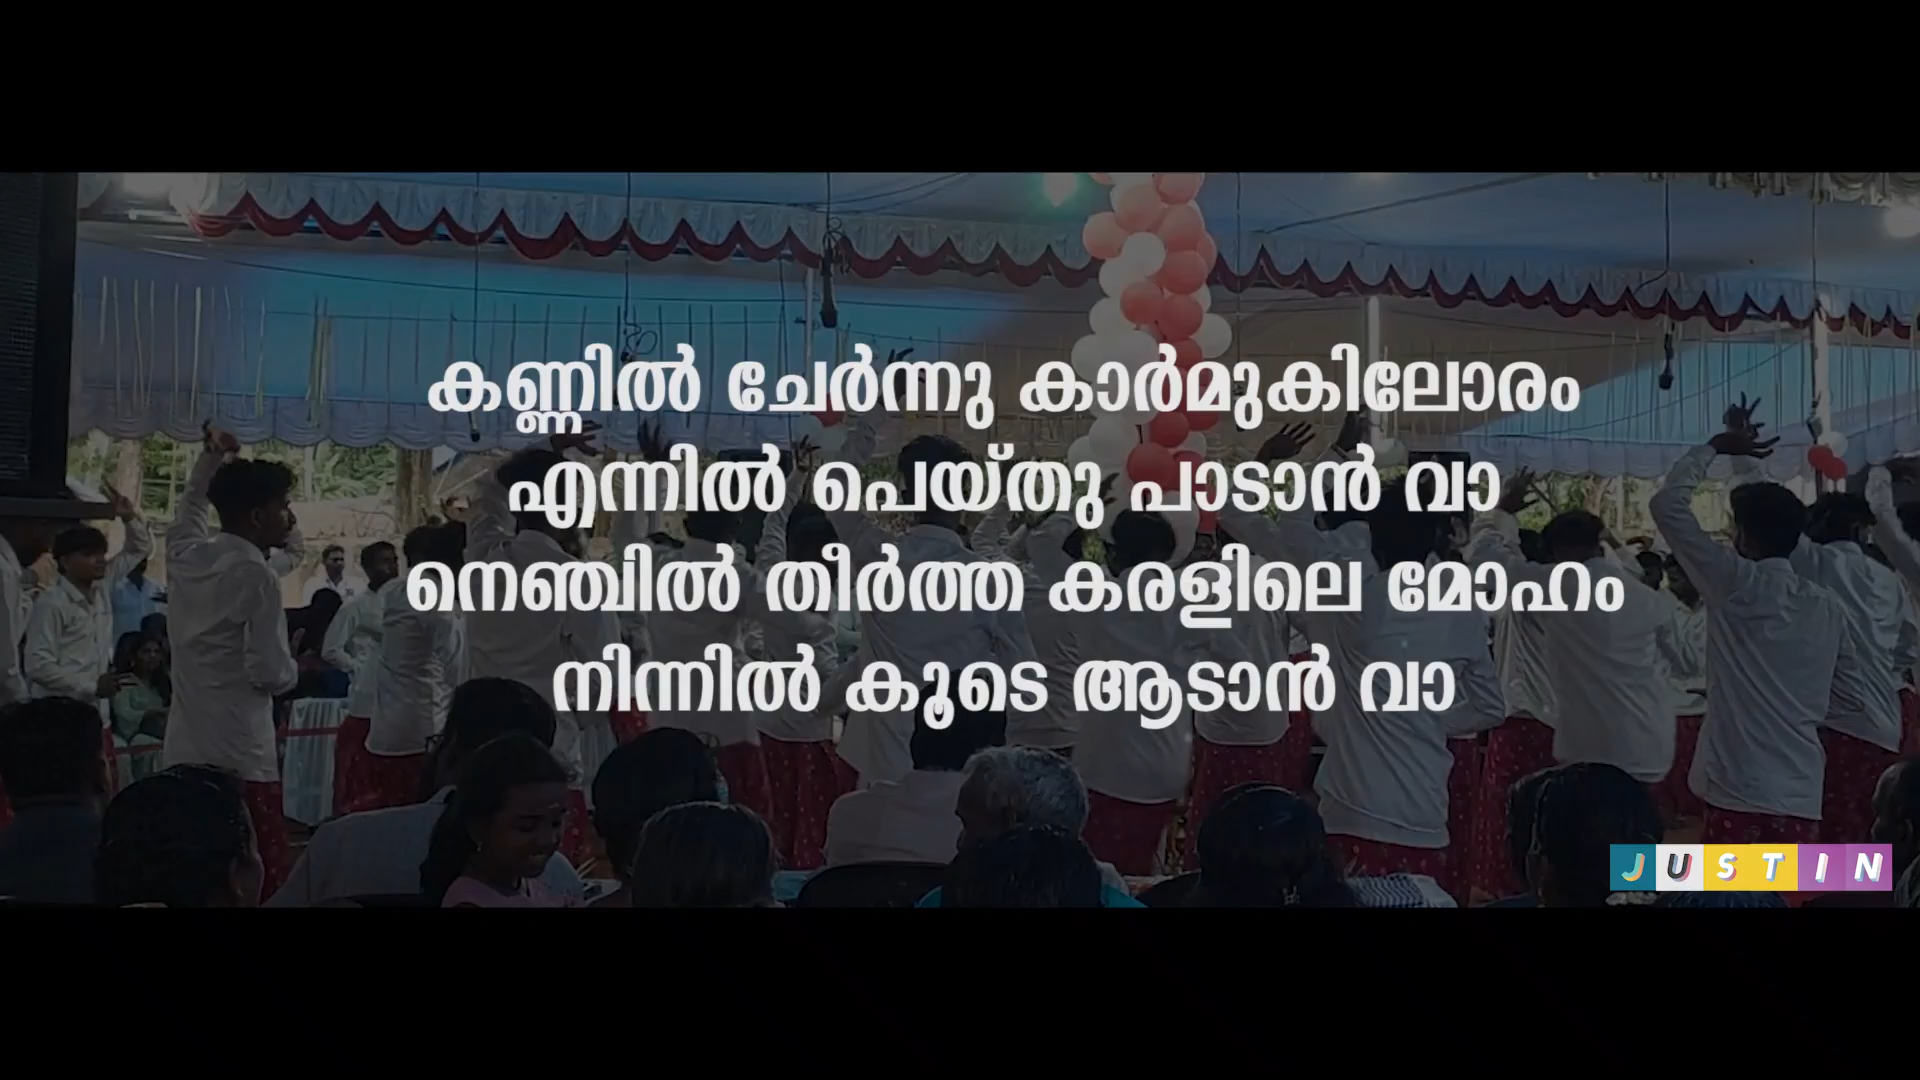 കണ്ണിൽ ചേർന്നു കാർമുകിലോരം
എന്നിൽ പെയ്തു പാടാൻ വാ
നെഞ്ചിൽ തീർത്ത കരളിലെ മോഹം
നിന്നിൽ കൂടെ ആടാൻ വാ
JUSTIN